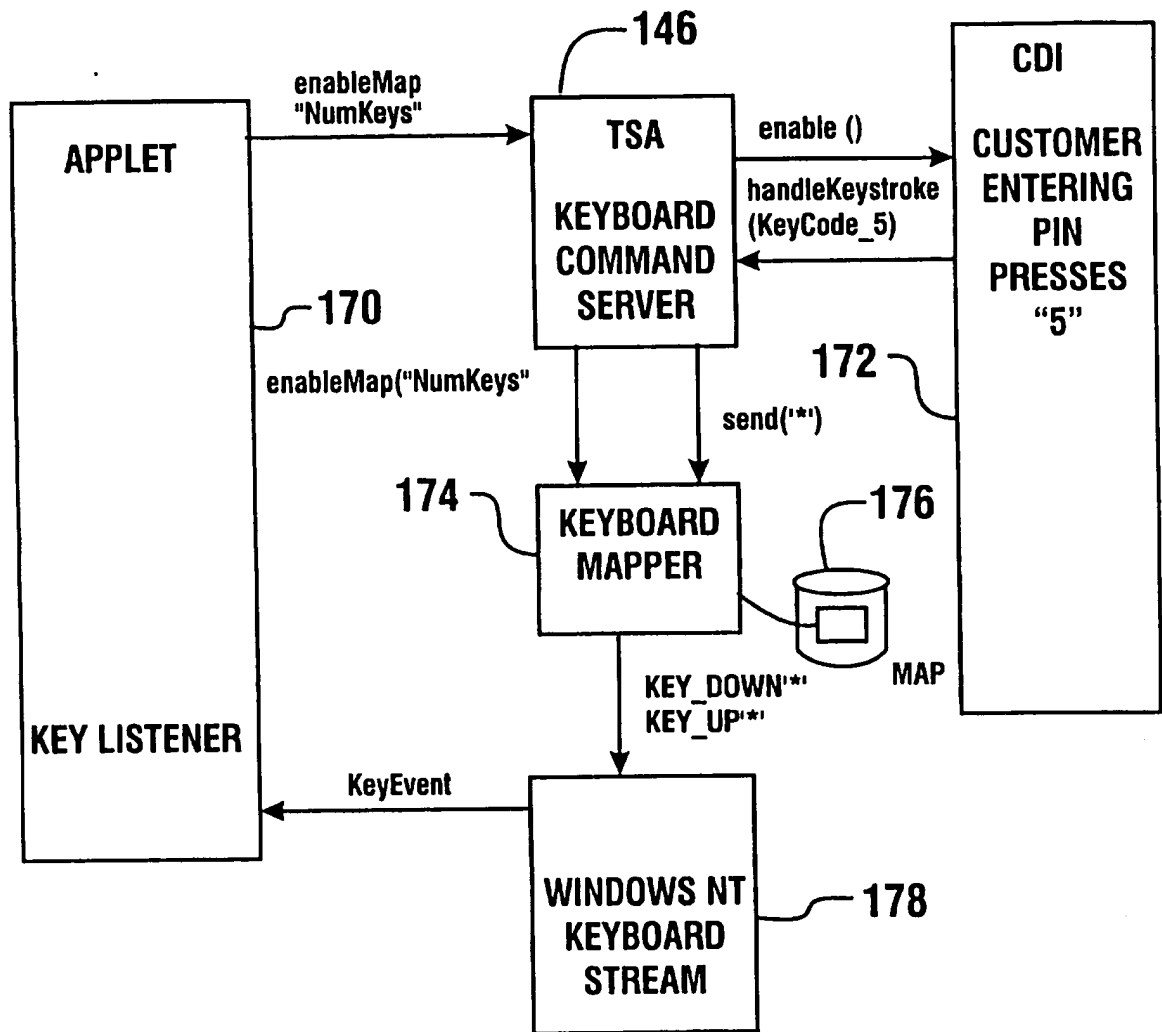 146
enableMap
"NumKeys"
APPLET
TSA
KEYBOARD
COMMAND
SERVER
enable ()
handleKeystroke
(KeyCode_5)
CDI
CUSTOMER
ENTERING
PIN
PRESSES
“5”
170
172
enableMap("NumKeys"
send('*')
174
KEYBOARD
MAPPER
176
MAP
KEY_DOWN'*'
KEY_UP'*'
KEY LISTENER
KeyEvent
WINDOWS NT
KEYBOARD
STREAM
178